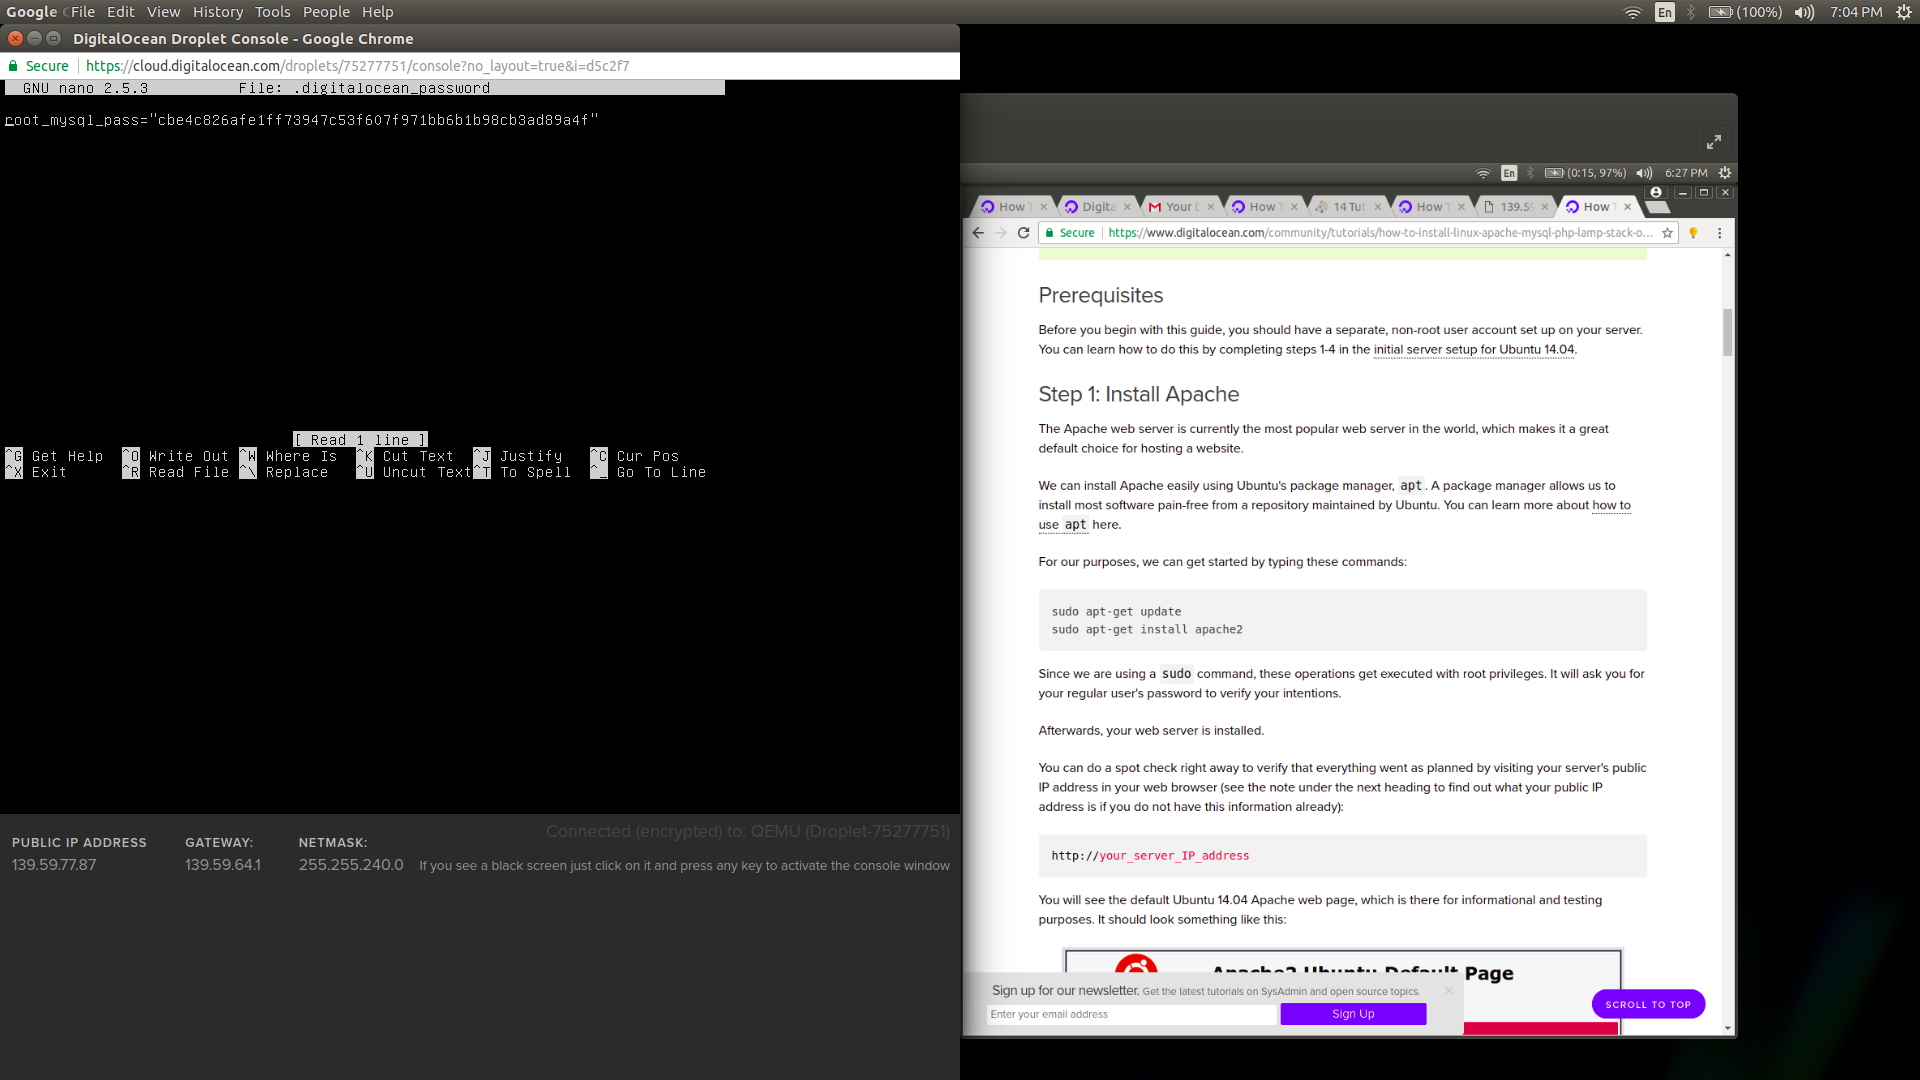 Google File Edit View History Tools People Help
En (100%) 7:04 PM
DigitalOcean Droplet Console - Google Chrome
Secure https://cloud.digitalocean.com/droplets/75277751/console?no_layout=true&i=d5c2f7
GNU nano 2.5.3 File: .digitalocean_password
root_mysql_pass="cbe4c826afe1ff73947c53f607f971bb6b1b98cb3ad89a4f"
[ Read 1 line ]
^G Get Help ^O Write Out ^W Where Is ^K Cut Text ^J Justify ^C Cur Pos
^X Exit ^R Read File ^\ Replace ^U Uncut Text ^T To Spell ^_ Go To Line
Connected (encrypted) to: QEMU (Droplet-75277751)
PUBLIC IP ADDRESS GATEWAY: NETMASK:
139.59.77.87 139.59.64.1 255.255.240.0 If you see a black screen just click on it and press any key to activate the console window
En (0:15, 97%) 6:27 PM
How T Digita Your D How T 14 Tut How T 139.59 How T
Secure https://www.digitalocean.com/community/tutorials/how-to-install-linux-apache-mysql-php-lamp-stack-o...
Prerequisites
Before you begin with this guide, you should have a separate, non-root user account set up on your server.
You can learn how to do this by completing steps 1-4 in the initial server setup for Ubuntu 14.04.
Step 1: Install Apache
The Apache web server is currently the most popular web server in the world, which makes it a great
default choice for hosting a website.
We can install Apache easily using Ubuntu's package manager, apt. A package manager allows us to
install most software pain-free from a repository maintained by Ubuntu. You can learn more about how to
use apt here.
For our purposes, we can get started by typing these commands:
sudo apt-get update
sudo apt-get install apache2
Since we are using a sudo command, these operations get executed with root privileges. It will ask you for
your regular user's password to verify your intentions.
Afterwards, your web server is installed.
You can do a spot check right away to verify that everything went as planned by visiting your server's public
IP address in your web browser (see the note under the next heading to find out what your public IP
address is if you do not have this information already):
http://your_server_IP_address
You will see the default Ubuntu 14.04 Apache web page, which is there for informational and testing
purposes. It should look something like this:
Apache2 Ubuntu Default Page
Sign up for our newsletter. Get the latest tutorials on SysAdmin and open source topics.
Enter your email address Sign Up
SCROLL TO TOP